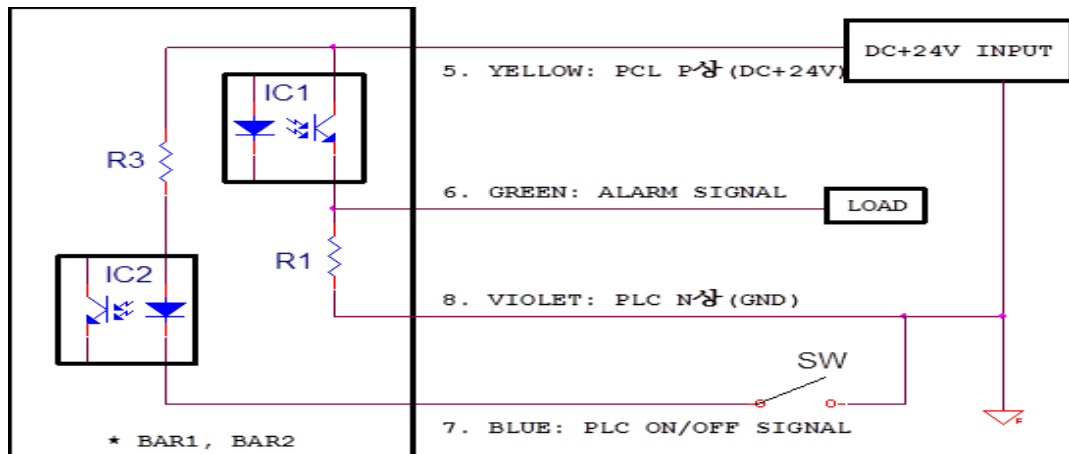 DC+24V INPUT
5. YELLOW: PCL P상(DC+24V)
IC1
R3
6. GREEN: ALARM SIGNAL
LOAD
R1
IC2
8. VIOLET: PLC N상(GND)
SW
7. BLUE: PLC ON/OFF SIGNAL
* BAR1, BAR2